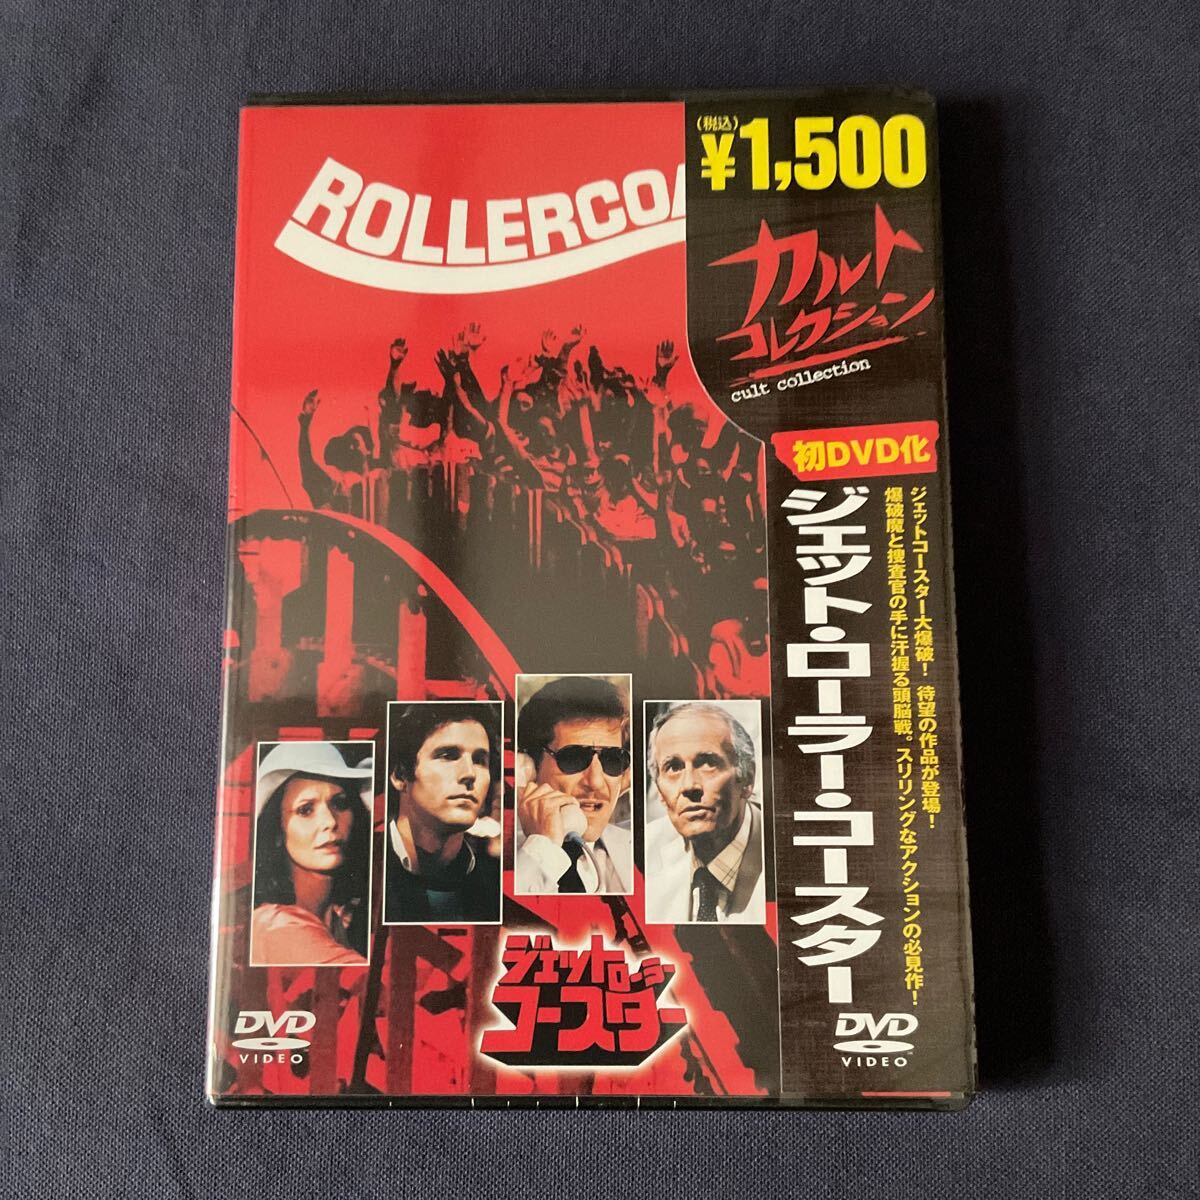 (税込)
¥1,500
ROLLERCOA
カルト
コレクション
cult collection
初DVD化
ジェットコースター大爆破! 待望の作品が登場!
爆破魔と捜査官の手に汗握る頭脳戦。スリリングなアクションの必見作!
ジェット・ローラー・コースター
ジェットローラー
コースター
DVD
VIDEO
DVD
VIDEO